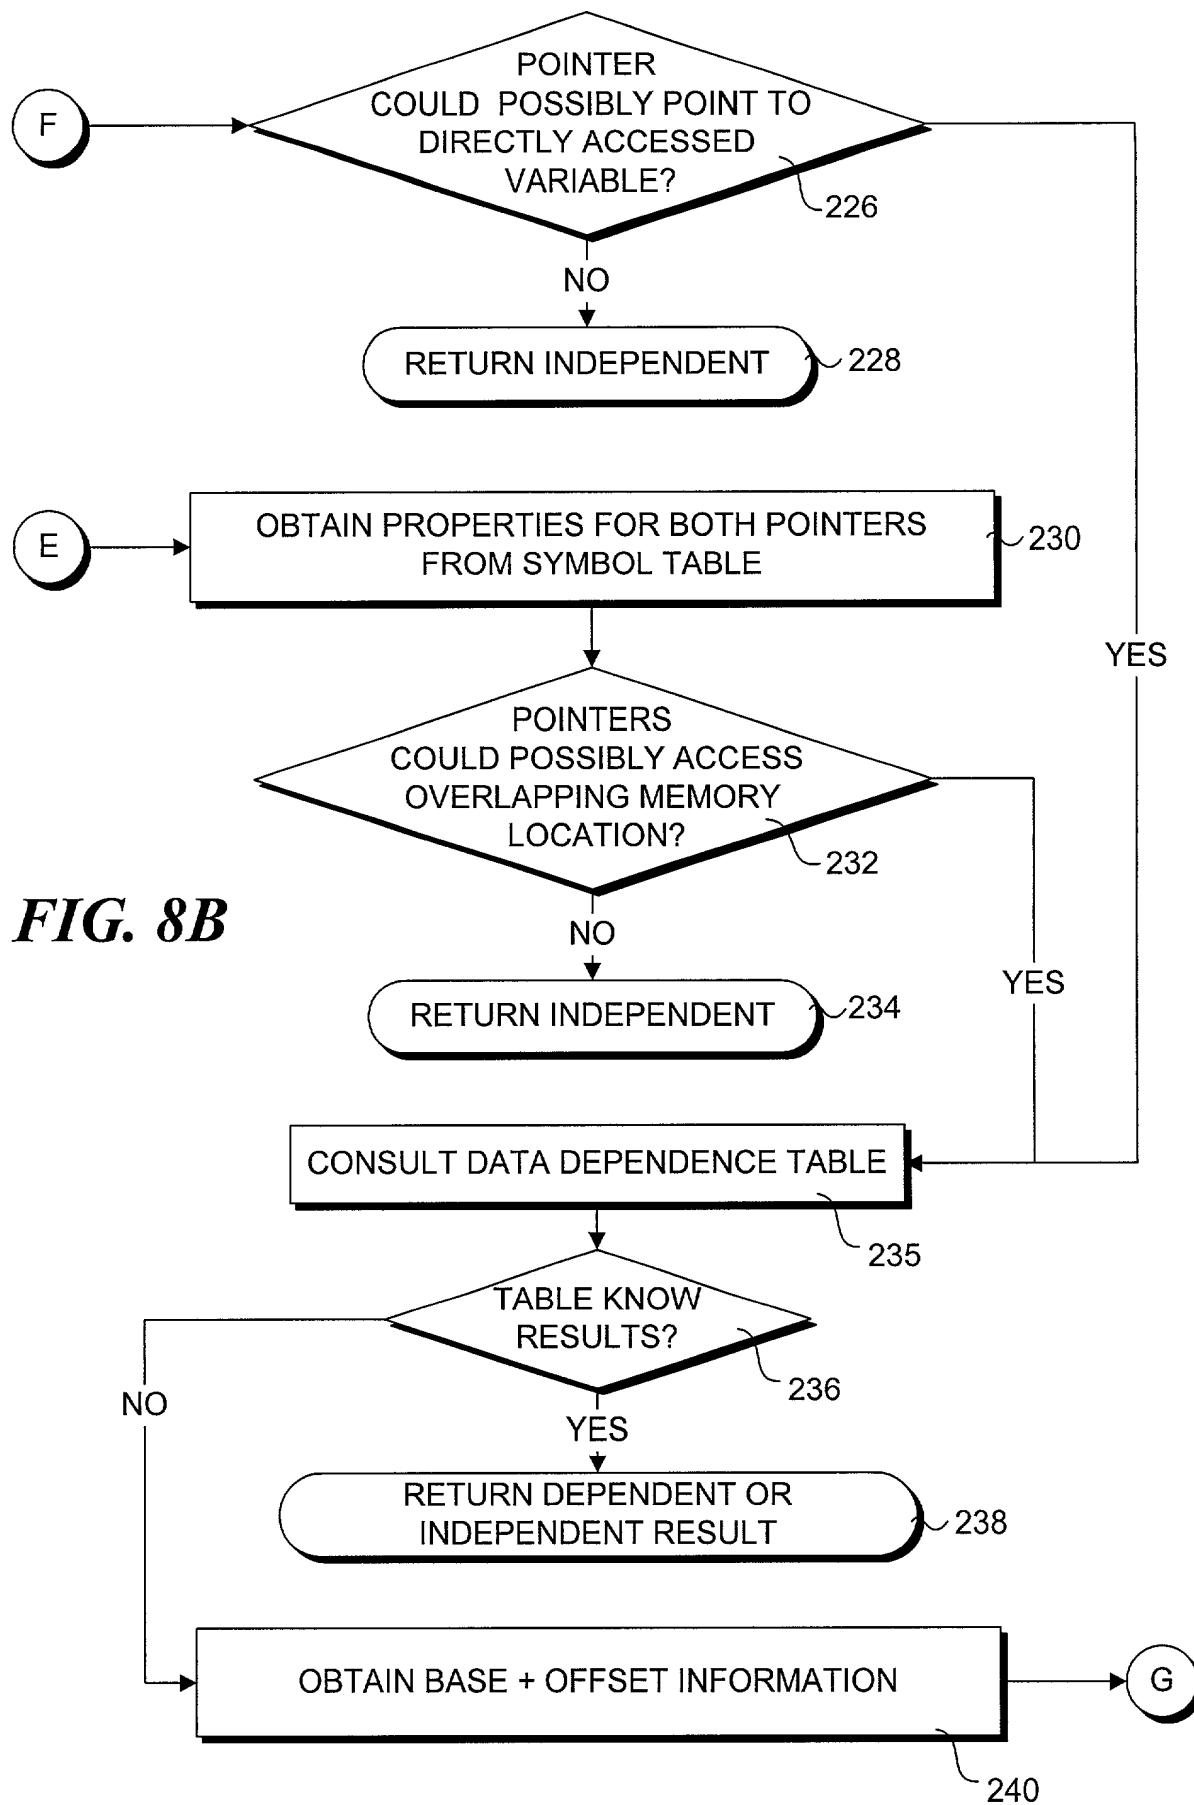 POINTER
COULD POSSIBLY POINT TO
DIRECTLY ACCESSED
VARIABLE?
F
226
NO
RETURN INDEPENDENT
228
E
OBTAIN PROPERTIES FOR BOTH POINTERS
FROM SYMBOL TABLE
230
YES
POINTERS
COULD POSSIBLY ACCESS
OVERLAPPING MEMORY
LOCATION?
232
FIG. 8B
NO
YES
RETURN INDEPENDENT
234
CONSULT DATA DEPENDENCE TABLE
235
TABLE KNOW
RESULTS?
236
NO
YES
RETURN DEPENDENT OR
INDEPENDENT RESULT
238
OBTAIN BASE + OFFSET INFORMATION
G
240